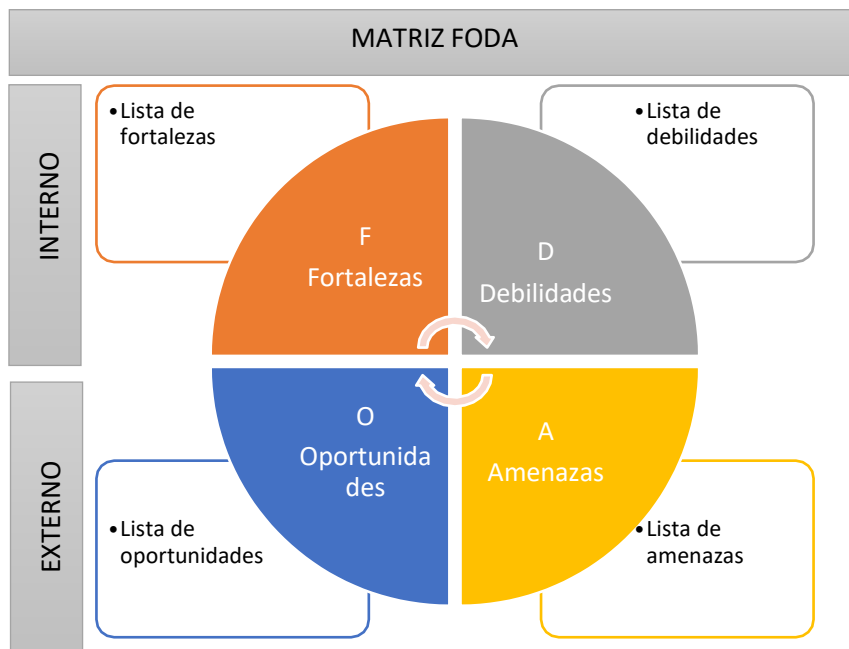 MATRIZ FODA
INTERNO
•Lista de
fortalezas
•Lista de
debilidades
F
Fortalezas
D
Debilidades
EXTERNO
O
Oportunida
des
A
Amenazas
•Lista de
oportunidades
•Lista de
amenazas